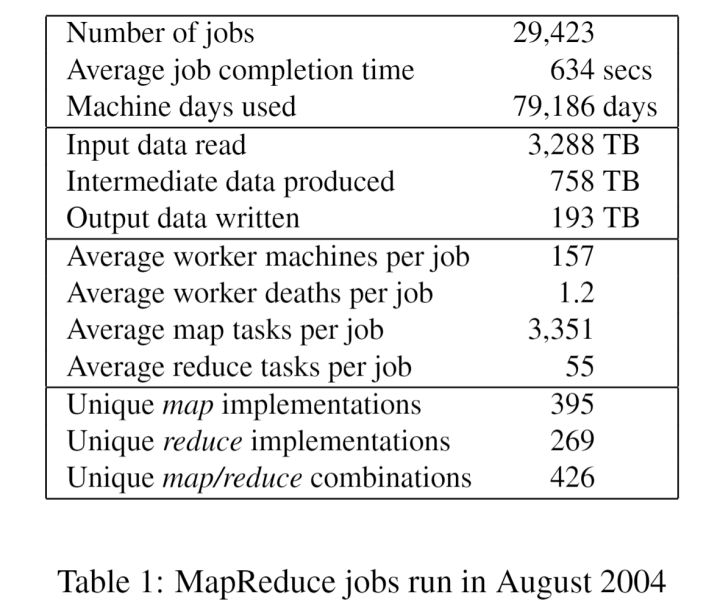 Number of jobs 29,423
Average job completion time 634 secs
Machine days used 79,186 days
Input data read 3,288 TB
Intermediate data produced 758 TB
Output data written 193 TB
Average worker machines per job 157
Average worker deaths per job 1.2
Average map tasks per job 3,351
Average reduce tasks per job 55
Unique map implementations 395
Unique reduce implementations 269
Unique map/reduce combinations 426
Table 1: MapReduce jobs run in August 2004